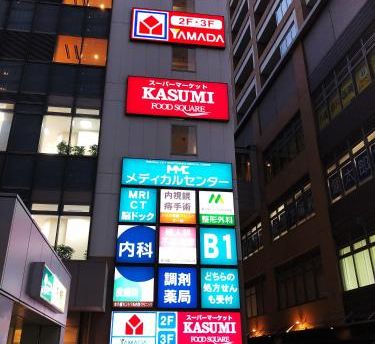 2F・3F
YAMADA
スーパーマーケット
KASUMI
FOOD SQUARE
MMC
メディカルセンター
MRI
CT
脳ドック
内視鏡
痔手術
整形外科
内科
B1
調剤
薬局
どちらの
処方せん
も受付
2F
3F
YAMADA
スーパーマーケット
KASUMI
FOOD SQUARE